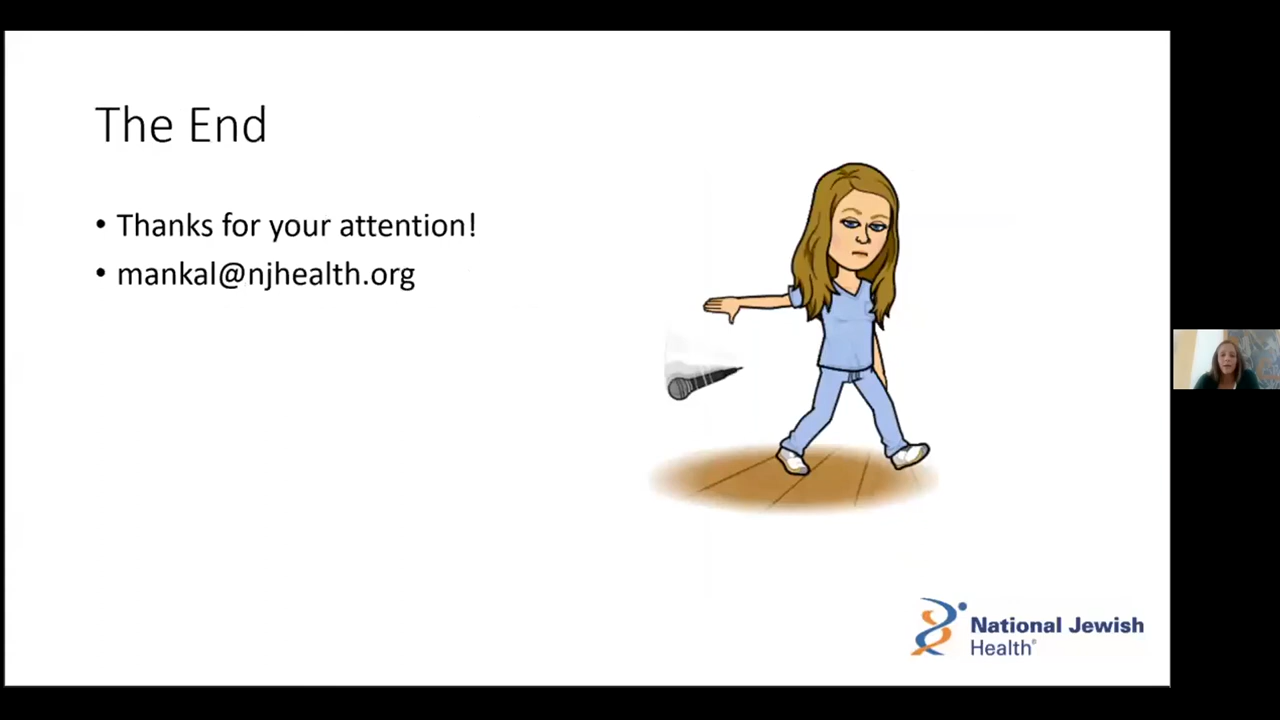 The End
• Thanks for your attention!
• mankal@njhealth.org
National Jewish
Health®